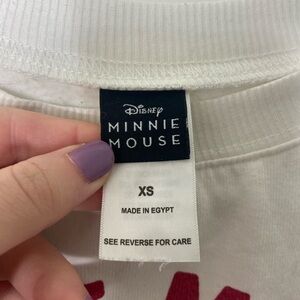 Disney
MINNIE
MOUSE
XS
MADE IN EGYPT
SEE REVERSE FOR CARE